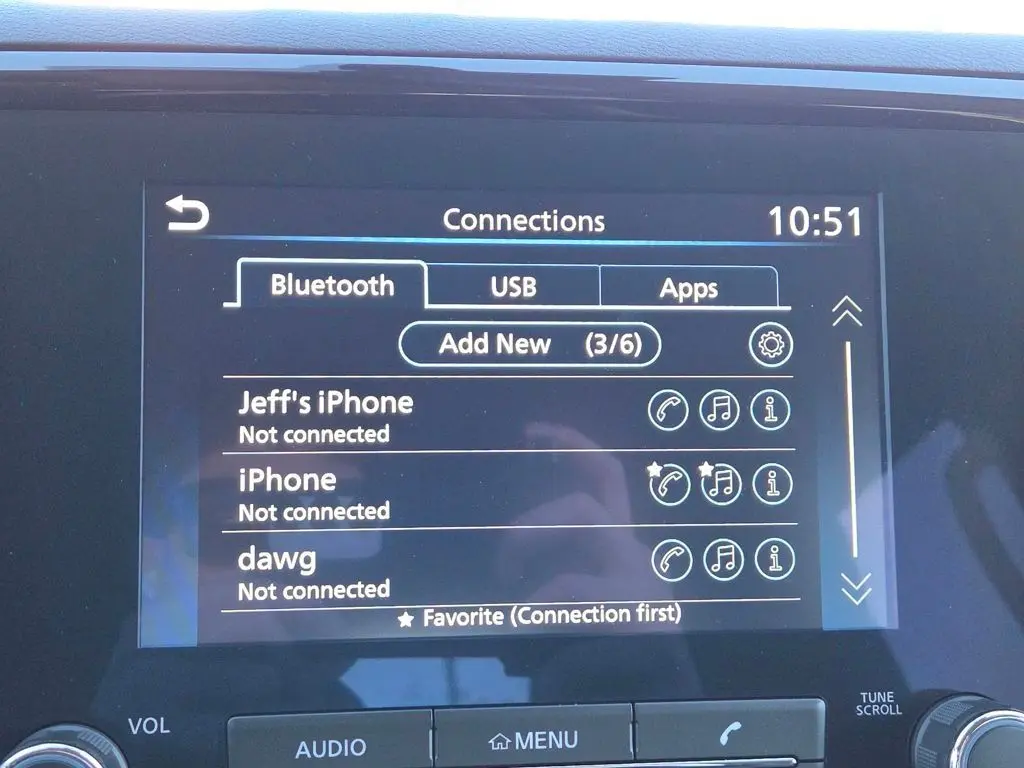 Connections 10:51
Bluetooth USB Apps
Add New (3/6)
Jeff's iPhone
Not connected
iPhone
Not connected
dawg
Not connected
★ Favorite (Connection first)
VOL
TUNE
SCROLL
AUDIO MENU